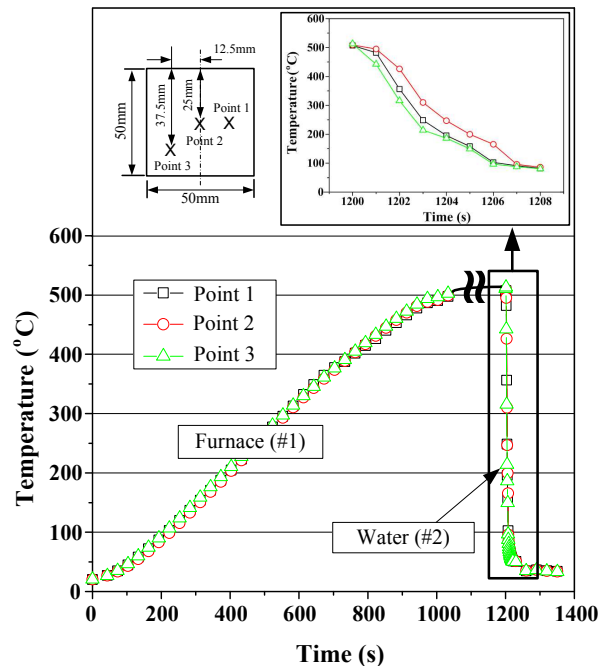 12.5mm
50mm
37.5mm
25mm
Point 1
X
X
Point 2
X
Point 3
50mm
Temperature(°C)
600
500
400
300
200
100
0
1200
1202
1204
1206
1208
Time (s)
Temperature (°C)
600
500
400
300
200
100
0
Point 1
Point 2
Point 3
Furnace (#1)
Water (#2)
0
200
400
600
800
1000
1200
1400
Time (s)